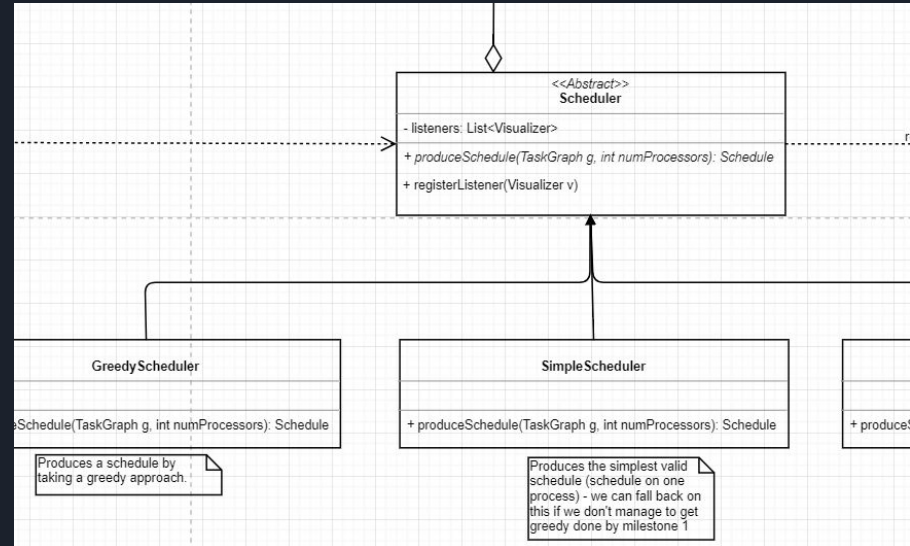 <<Abstract>>
Scheduler
- listeners: List<Visualizer>
+ produceSchedule(TaskGraph g, int numProcessors): Schedule
+ registerListener(Visualizer v)
GreedyScheduler
SimpleScheduler
eSchedule(TaskGraph g, int numProcessors): Schedule
+ produceSchedule(TaskGraph g, int numProcessors): Schedule
+ produceS
Produces a schedule by
taking a greedy approach.
Produces the simplest valid
schedule (schedule on one
process) - we can fall back on
this if we don't manage to get
greedy done by milestone 1